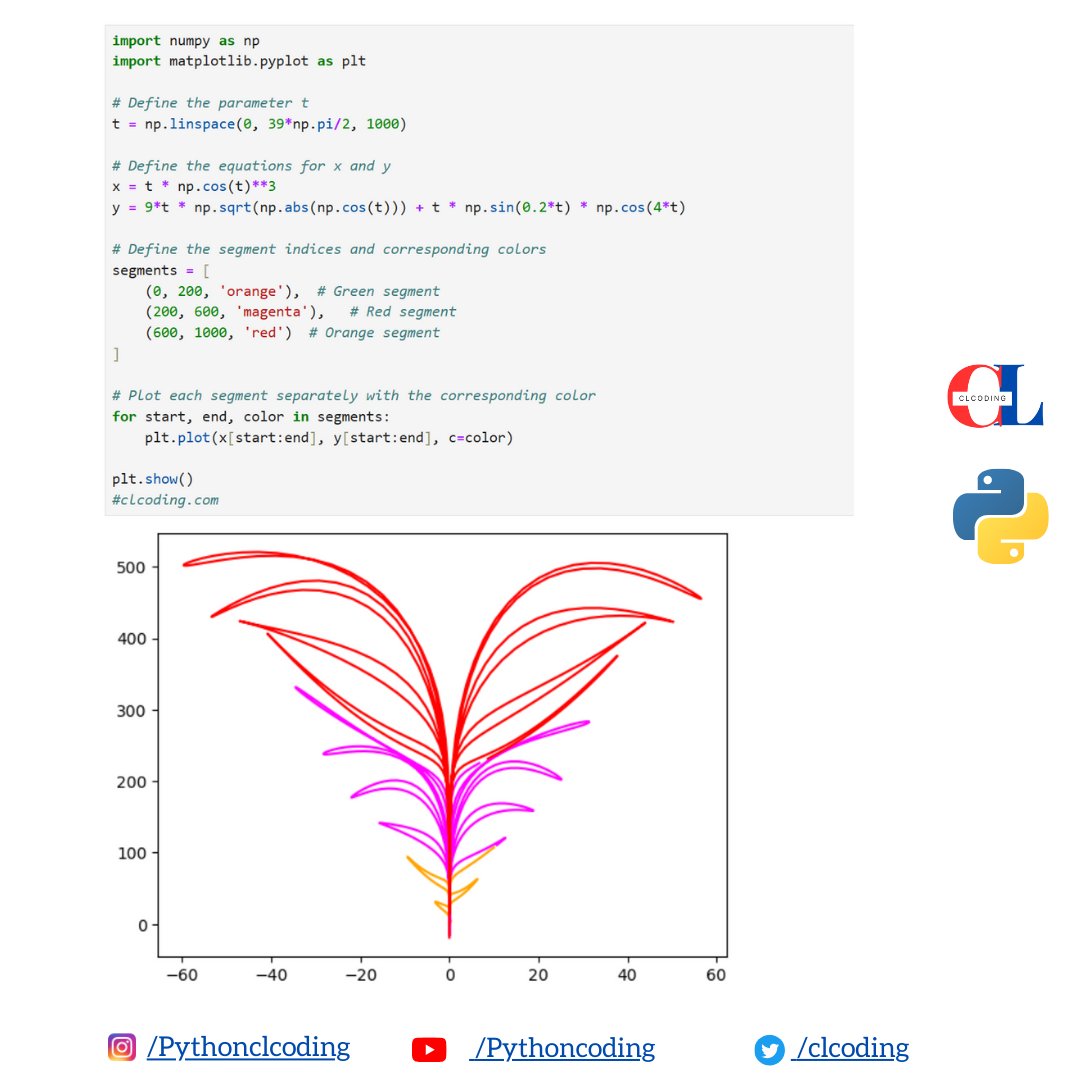 import numpy as np
import matplotlib.pyplot as plt

# Define the parameter t
t = np.linspace(0, 39*np.pi/2, 1000)

# Define the equations for x and y
x = t * np.cos(t)**3
y = 9*t * np.sqrt(np.abs(np.cos(t))) + t * np.sin(0.2*t) * np.cos(4*t)

# Define the segment indices and corresponding colors
segments = [
    (0, 200, 'orange'),  # Green segment
    (200, 600, 'magenta'),   # Red segment
    (600, 1000, 'red')  # Orange segment
]

# Plot each segment separately with the corresponding color
for start, end, color in segments:
    plt.plot(x[start:end], y[start:end], c=color)

plt.show()
#clcoding.com
CL
CLCODING
500
400
300
200
100
0
−60 −40 −20 0 20 40 60
/Pythonclcoding /Pythoncoding /clcoding